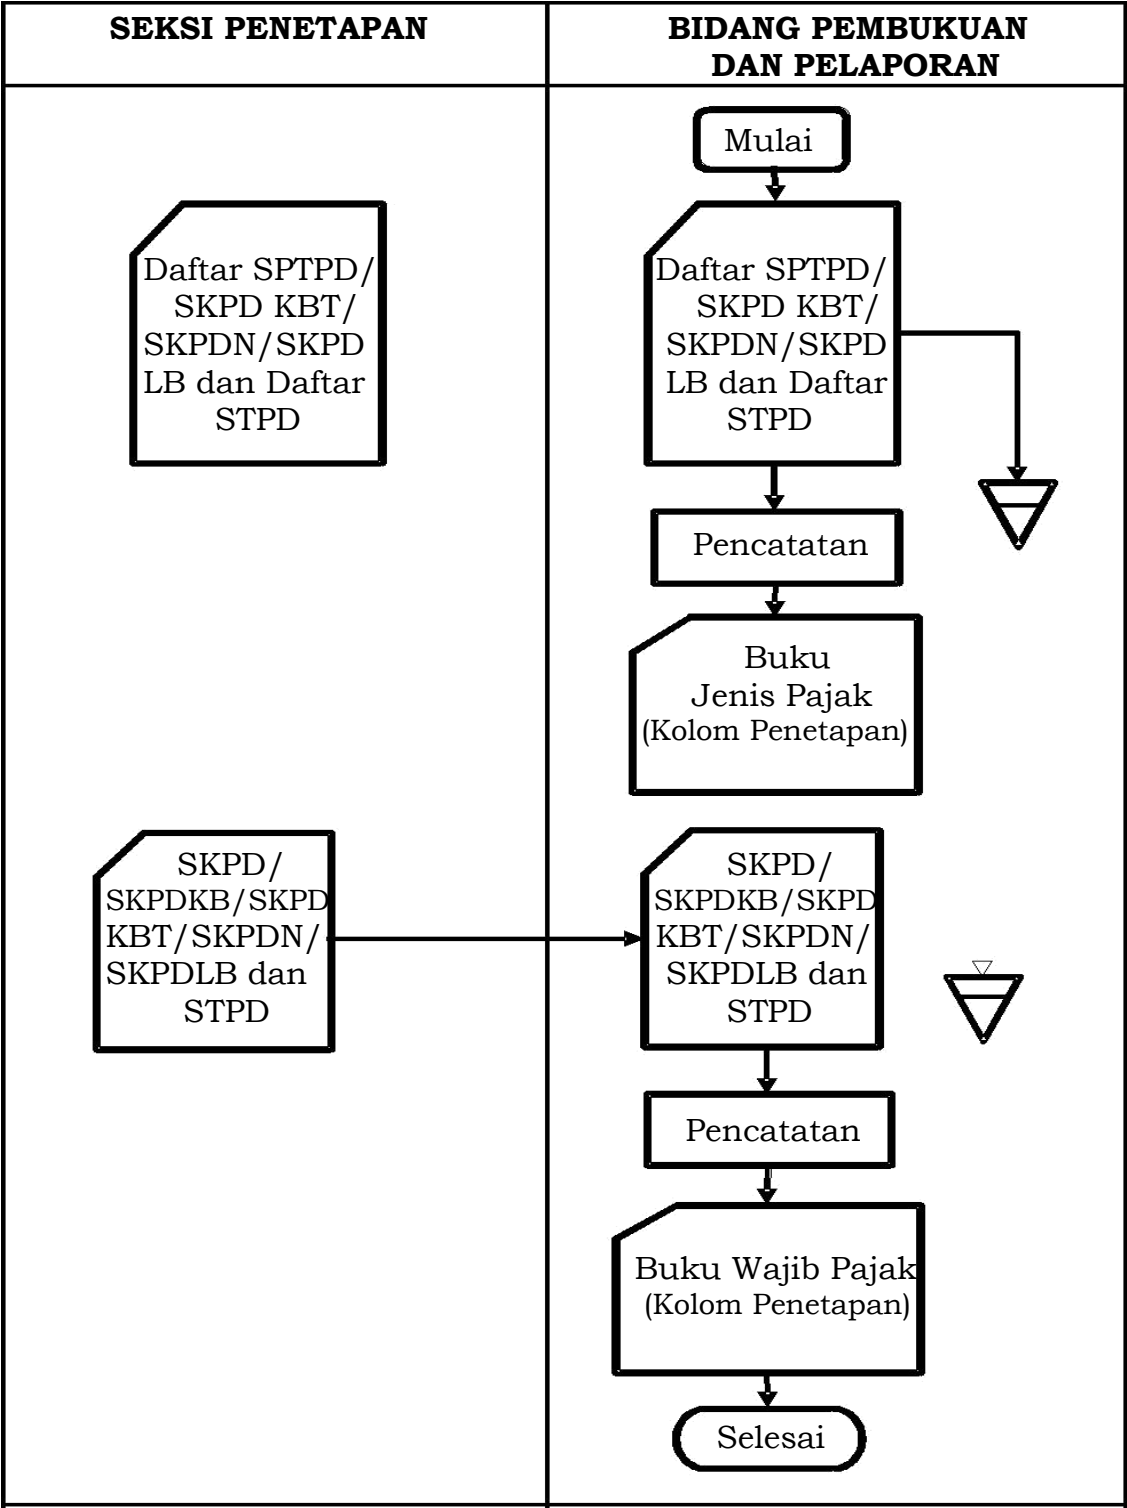 SEKSI PENETAPAN
BIDANG PEMBUKUAN
DAN PELAPORAN
Mulai
Daftar SPTPD/
SKPD KBT/
SKPDN/SKPD
LB dan Daftar
STPD
Daftar SPTPD/
SKPD KBT/
SKPDN/SKPD
LB dan Daftar
STPD
Pencatatan
Buku
Jenis Pajak
(Kolom Penetapan)
SKPD/
SKPDKB/SKPD
KBT/SKPDN/
SKPDLB dan
STPD
SKPD/
SKPDKB/SKPD
KBT/SKPDN/
SKPDLB dan
STPD
Pencatatan
Buku Wajib Pajak
(Kolom Penetapan)
Selesai